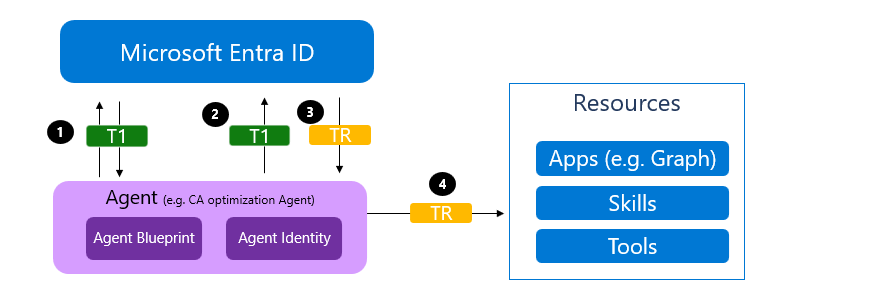 Microsoft Entra ID
1
T1
2
T1
3
TR
Agent (e.g. CA optimization Agent)
Agent Blueprint
Agent Identity
4
TR
Resources
Apps (e.g. Graph)
Skills
Tools